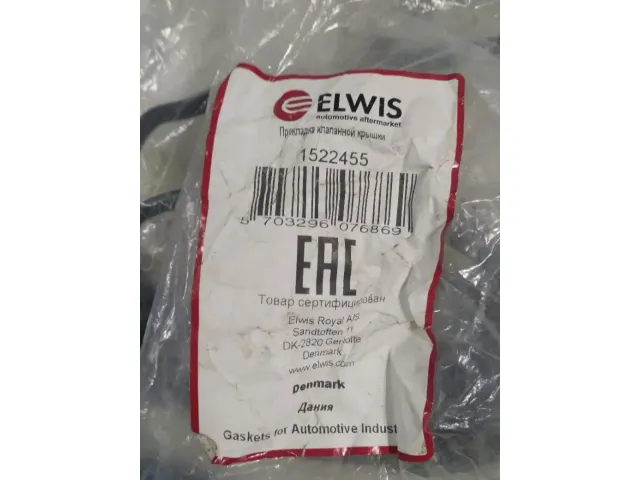 ELWIS
automotive aftermarket
Прокладка клапанной крышки
1522455
5 703296 076869
EAC
Товар сертифицирован
Elwis Royal A/S
Sandtoften 11
DK-2820 Gentofte
Denmark
www.elwis.com
Denmark
Дания
Gaskets for Automotive Indust